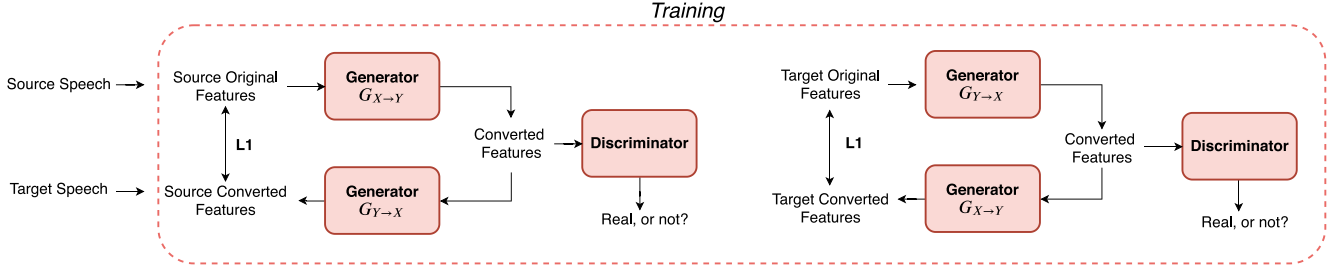 Training
Source Speech
Target Speech
Source Original
Features
L1
Source Converted
Features
Generator
G_{X→Y}
Generator
G_{Y→X}
Converted
Features
Discriminator
Real, or not?
Target Original
Features
L1
Target Converted
Features
Generator
G_{Y→X}
Generator
G_{X→Y}
Converted
Features
Discriminator
Real, or not?